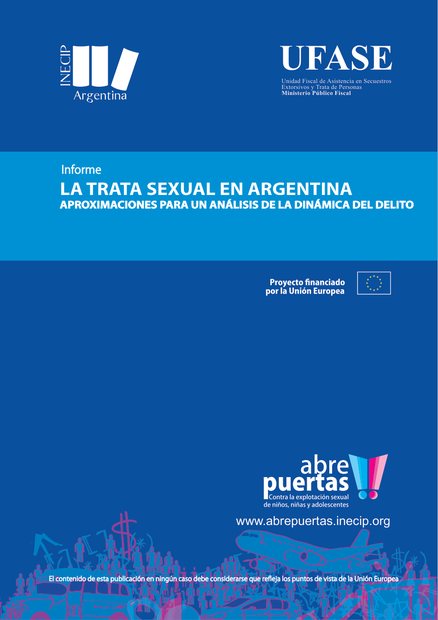 INECIP
Argentina
UFASE
Unidad Fiscal de Asistencia en Secuestros
Extorsivos y Trata de Personas
Ministerio Público Fiscal
Informe
LA TRATA SEXUAL EN ARGENTINA
APROXIMACIONES PARA UN ANÁLISIS DE LA DINÁMICA DEL DELITO
Proyecto financiado
por la Unión Europea
abre
puertas
Contra la explotación sexual
de niños, niñas y adolescentes
www.abrepuertas.inecip.org
El contenido de esta publicación en ningún caso debe considerarse que refleja los puntos de vista de la Unión Europea